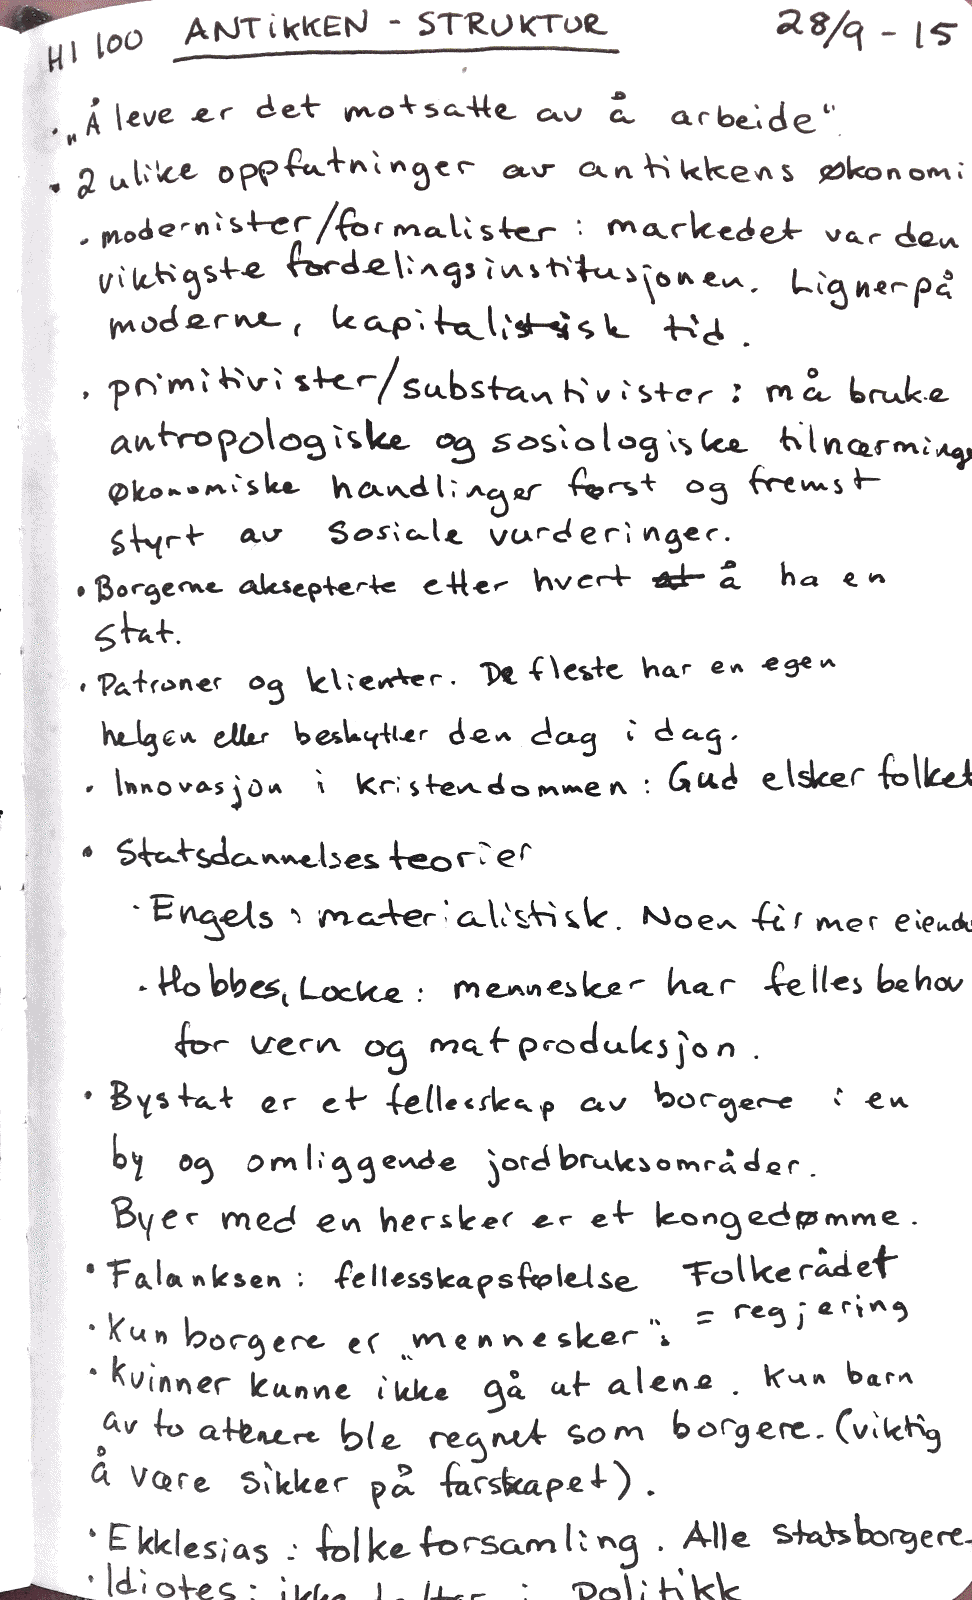 HI 100 ANTIKKEN - STRUKTUR 28/9 - 15
· „Å leve er det motsatte av å arbeide“.
· 2 ulike oppfatninger av antikkens økonomi
· modernister/formalister : markedet var den
viktigste fordelingsinstitusjonen. Ligner på
moderne, kapitalistisk tid.
· primitivister/substantivister : må bruke
antropologiske og sosiologiske tilnærmings
økonomiske handlinger først og fremst
styrt av sosiale vurderinger.
· Borgerne aksepterte etter hvert at å ha en
stat.
· Patroner og klienter. De fleste har en egen
helgen eller beskytter den dag i dag.
· Innovasjon i kristendommen : Gud elsker folket
· Statsdannelsesteorier
· Engels : materialistisk. Noen får mer eiend
· Hobbes, Locke : mennesker har felles behov
for vern og matproduksjon.
· Bystat er et fellesskap av borgere i en
by og omliggende jordbruksområder.
Byer med en hersker er et kongedømme.
· Falanksen : fellesskapsfølelse Folkerådet
= regjering
· Kun borgere er „mennesker“.
· Kvinner kunne ikke gå ut alene. Kun barn
av to atenere ble regnet som borgere. (viktig
å være sikker på farskapet).
· Ekklesias : folkeforsamling. Alle statsborgere
· Idiotes : ikke deltar i politikk